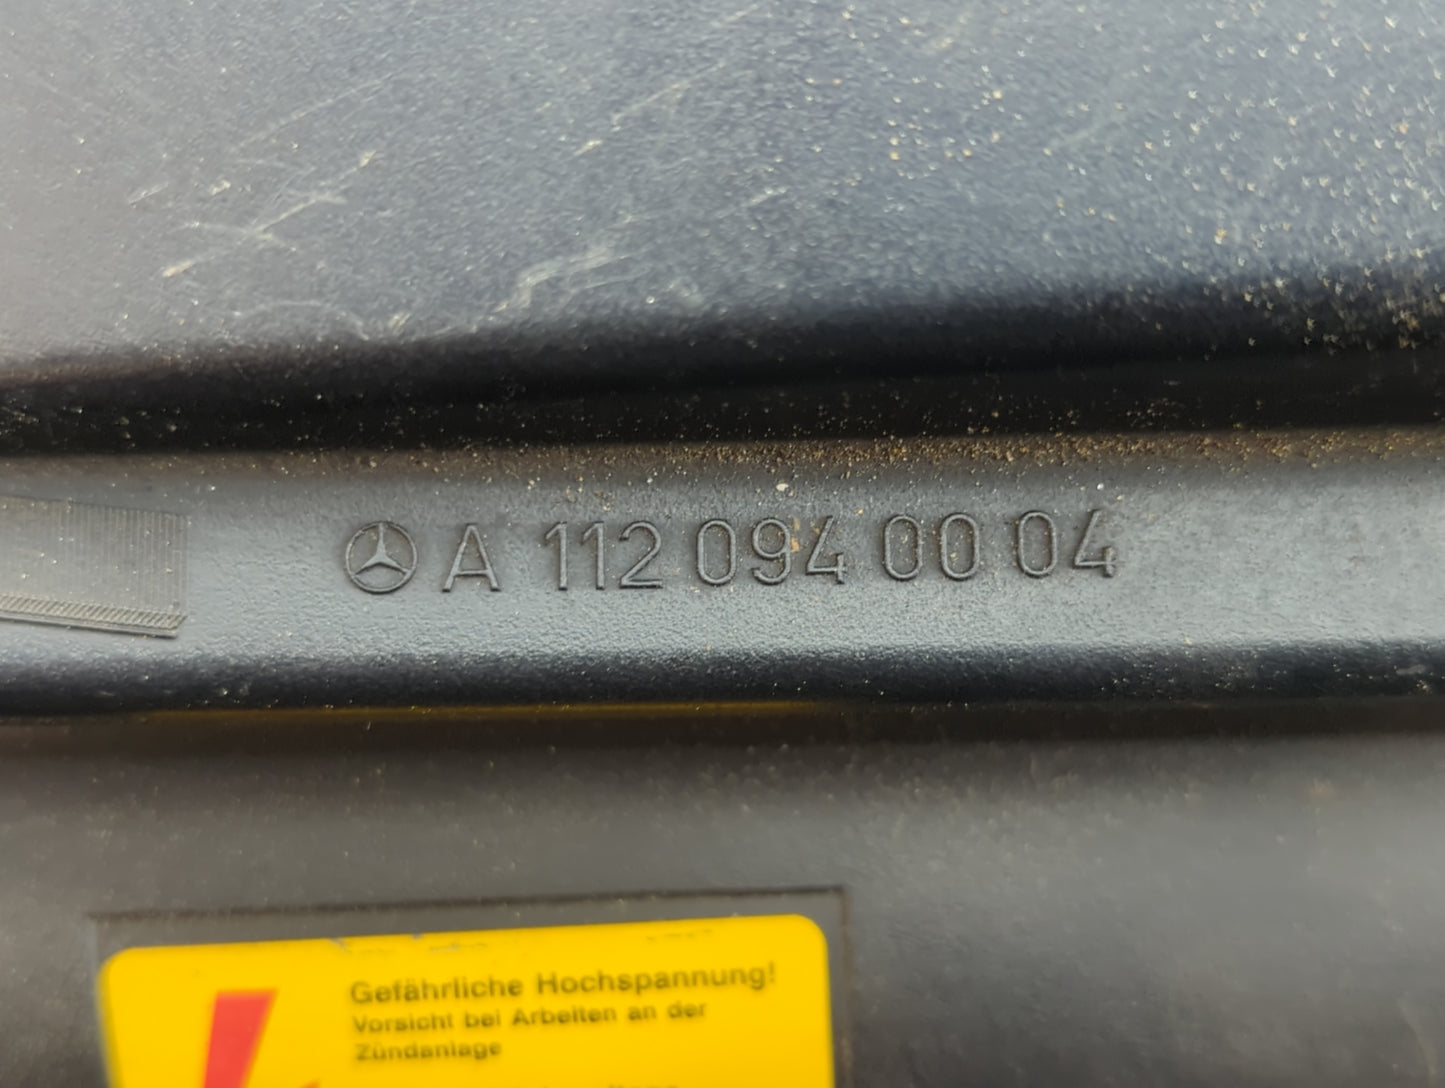 A 112 094 00 04
Gefährliche Hochspannung!
Vorsicht bei Arbeiten an der
Zündanlage